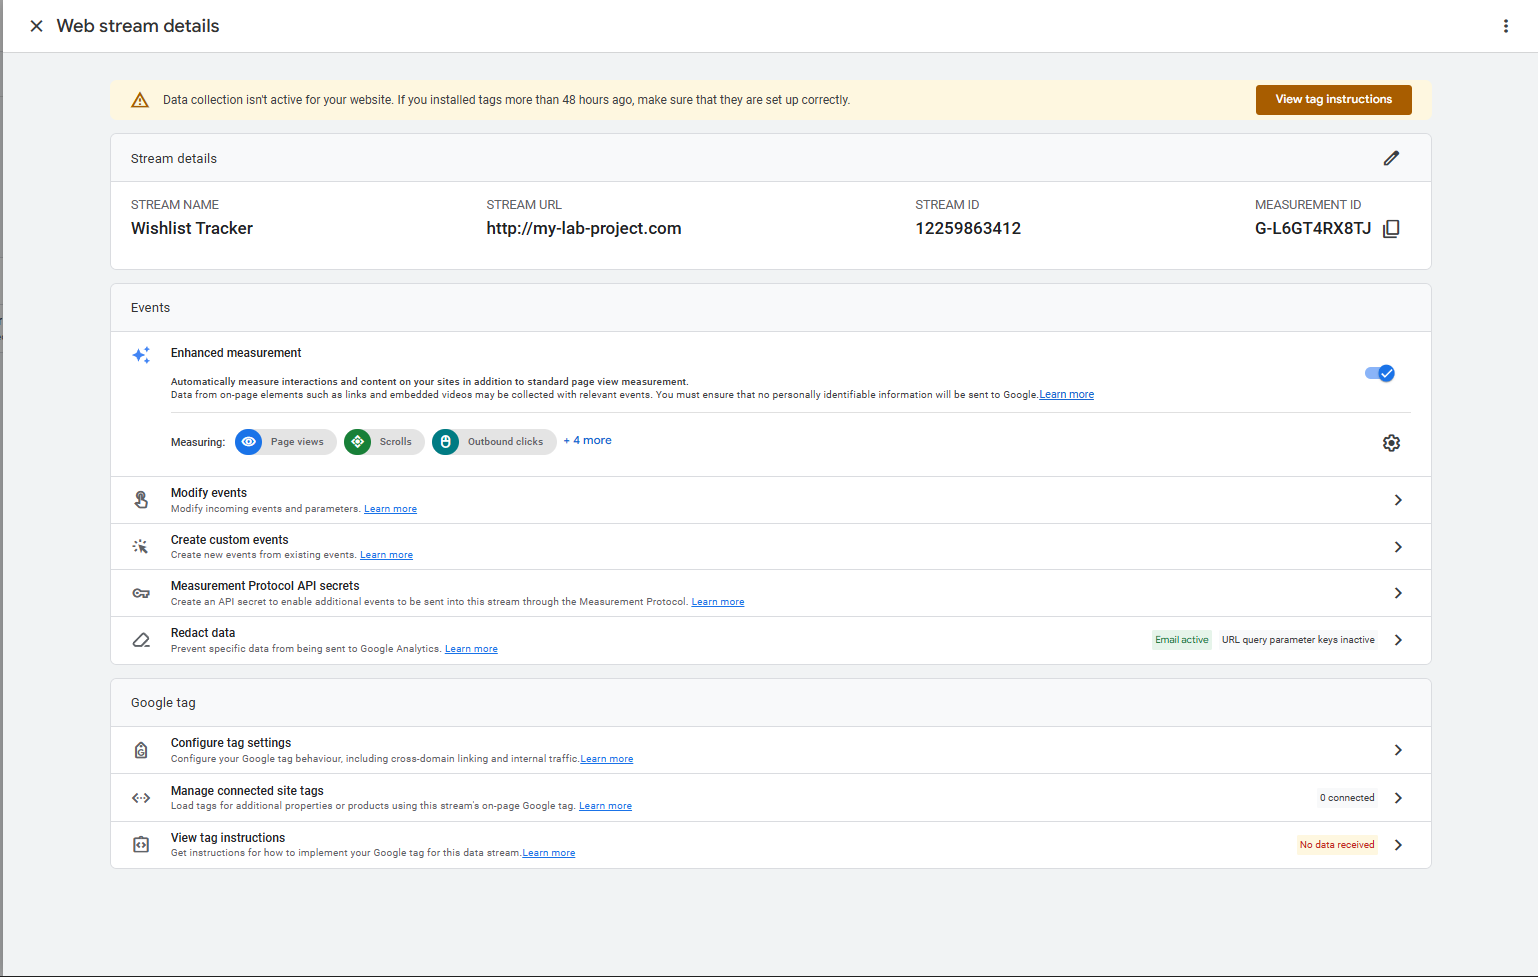 Web stream details
Data collection isn't active for your website. If you installed tags more than 48 hours ago, make sure that they are set up correctly.
View tag instructions
Stream details
STREAM NAME
Wishlist Tracker
STREAM URL
http://my-lab-project.com
STREAM ID
12259863412
MEASUREMENT ID
G-L6GT4RX8TJ
Events
Enhanced measurement
Automatically measure interactions and content on your sites in addition to standard page view measurement.
Data from on-page elements such as links and embedded videos may be collected with relevant events. You must ensure that no personally identifiable information will be sent to Google.Learn more
Measuring: Page views Scrolls Outbound clicks + 4 more
Modify events
Modify incoming events and parameters. Learn more
Create custom events
Create new events from existing events. Learn more
Measurement Protocol API secrets
Create an API secret to enable additional events to be sent into this stream through the Measurement Protocol. Learn more
Redact data
Prevent specific data from being sent to Google Analytics. Learn more
Email active URL query parameter keys inactive
Google tag
Configure tag settings
Configure your Google tag behaviour, including cross-domain linking and internal traffic.Learn more
Manage connected site tags
Load tags for additional properties or products using this stream's on-page Google tag. Learn more
0 connected
View tag instructions
Get instructions for how to implement your Google tag for this data stream.Learn more
No data received